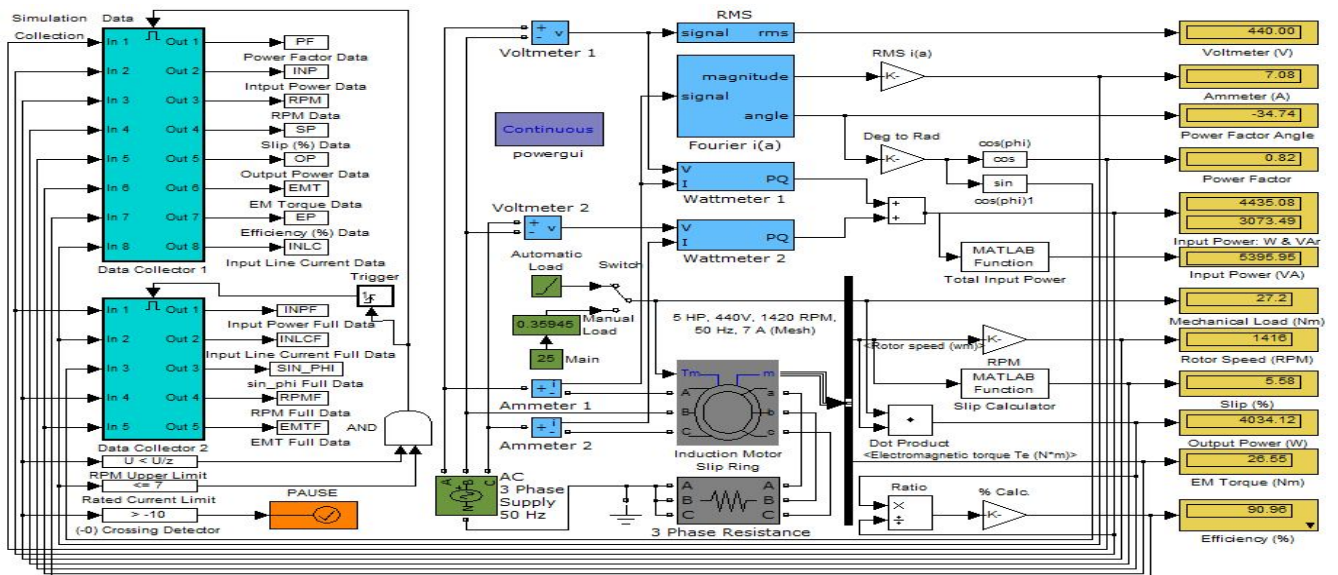 Simulation Data
Collection
In 1 Out 1
In 2 Out 2
In 3 Out 3
In 4 Out 4
In 5 Out 5
In 6 Out 6
In 7 Out 7
In 8 Out 8
Data Collector 1
PF
Power Factor Data
INP
Intput Power Data
RPM
RPM Data
SP
Slip (%) Data
OP
Output Power Data
EMT
EM Torque Data
EP
Efficiency (%) Data
INLC
Input Line Current Data
Trigger
In 1 Out 1
In 2 Out 2
In 3 Out 3
In 4 Out 4
In 5 Out 5
Data Collector 2
INPF
Input Power Full Data
INLCF
Input Line Current Full Data
SIN_PHI
sin_phi Full Data
RPMF
RPM Full Data
EMTF
EMT Full Data
AND
U < U/z
RPM Upper Limit
<= 7
Rated Current Limit
> -10
(-0) Crossing Detector
PAUSE
+ - v
Voltmeter 1
Continuous
powergui
Voltmeter 2
+ - v
Automatic
Load
Switch
0.35945
Manual
Load
25
Main
+ - i
Ammeter 1
+ - i
Ammeter 2
A B C
N
AC
3 Phase
Supply
50 Hz
RMS
signal rms
magnitude
signal
angle
Fourier i(a)
V
I
PQ
Wattmeter 1
V
I
PQ
Wattmeter 2
5 HP, 440V, 1420 RPM,
50 Hz, 7 A (Mesh)
Tm m
A a
B b
C c
Induction Motor
Slip Ring
A A
B B
C C
3 Phase Resistance
RMS i(a)
-K-
Deg to Rad
-K-
cos(phi)
cos
sin
cos(phi)1
+
+
MATLAB
Function
Total Input Power
<Rotor speed (wm)>
-K-
RPM
MATLAB
Function
Slip Calculator
Dot Product
<Electromagnetic torque Te (N*m)>
Ratio
×
÷
% Calc.
-K-
440.00
Voltmeter (V)
7.08
Ammeter (A)
-34.74
Power Factor Angle
0.82
Power Factor
4435.08
3073.49
Input Power: W & VAr
5395.95
Input Power (VA)
27.2
Mechanical Load (Nm)
1416
Rotor Speed (RPM)
5.58
Slip (%)
4034.12
Output Power (W)
26.55
EM Torque (Nm)
90.96
Efficiency (%)